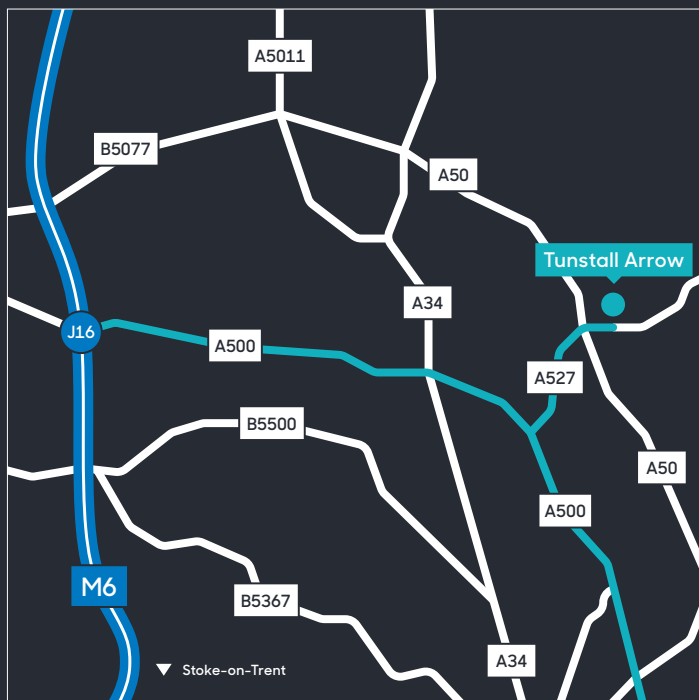 A5011
B5077
A50
Tunstall Arrow
A34
J16
A500
A527
B5500
A50
A500
M6
B5367
A34
Stoke-on-Trent